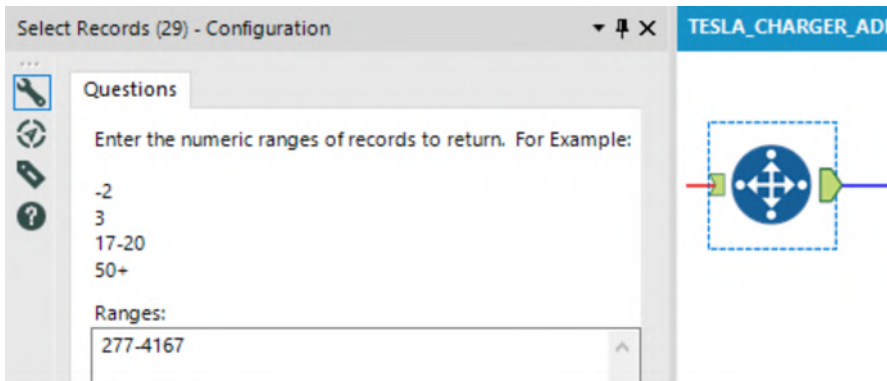 Select Records (29) - Configuration
TESLA_CHARGER_ADD
Questions
Enter the numeric ranges of records to return.  For Example:
-2
3
17-20
50+
Ranges:
277-4167